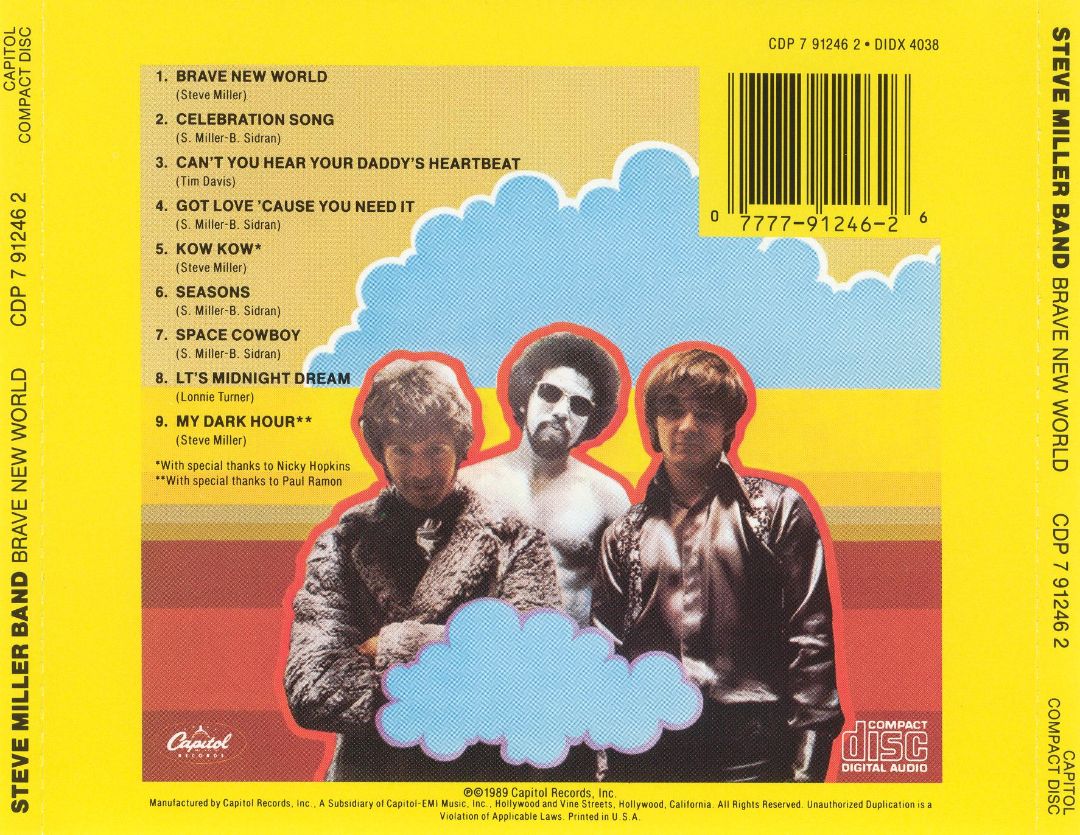 CDP 7 91246 2 • DIDX 4038
1. BRAVE NEW WORLD
(Steve Miller)
2. CELEBRATION SONG
(S. Miller-B. Sidran)
3. CAN'T YOU HEAR YOUR DADDY'S HEARTBEAT
(Tim Davis)
4. GOT LOVE 'CAUSE YOU NEED IT
(S. Miller-B. Sidran)
5. KOW KOW*
(Steve Miller)
6. SEASONS
(S. Miller-B. Sidran)
7. SPACE COWBOY
(S. Miller-B. Sidran)
8. LT'S MIDNIGHT DREAM
(Lonnie Turner)
9. MY DARK HOUR**
(Steve Miller)
*With special thanks to Nicky Hopkins
**With special thanks to Paul Ramon
0 7777-91246-2 6
Capitol
RECORDS
COMPACT
disc
DIGITAL AUDIO
℗©1989 Capitol Records, Inc.
Manufactured by Capitol Records, Inc., A Subsidiary of Capitol-EMI Music, Inc., Hollywood and Vine Streets, Hollywood, California. All Rights Reserved. Unauthorized Duplication is a
Violation of Applicable Laws. Printed in U.S.A.
STEVE MILLER BAND BRAVE NEW WORLD CDP 7 91246 2
CAPITOL
COMPACT DISC
STEVE MILLER BAND BRAVE NEW WORLD CDP 7 91246 2
CAPITOL
COMPACT DISC